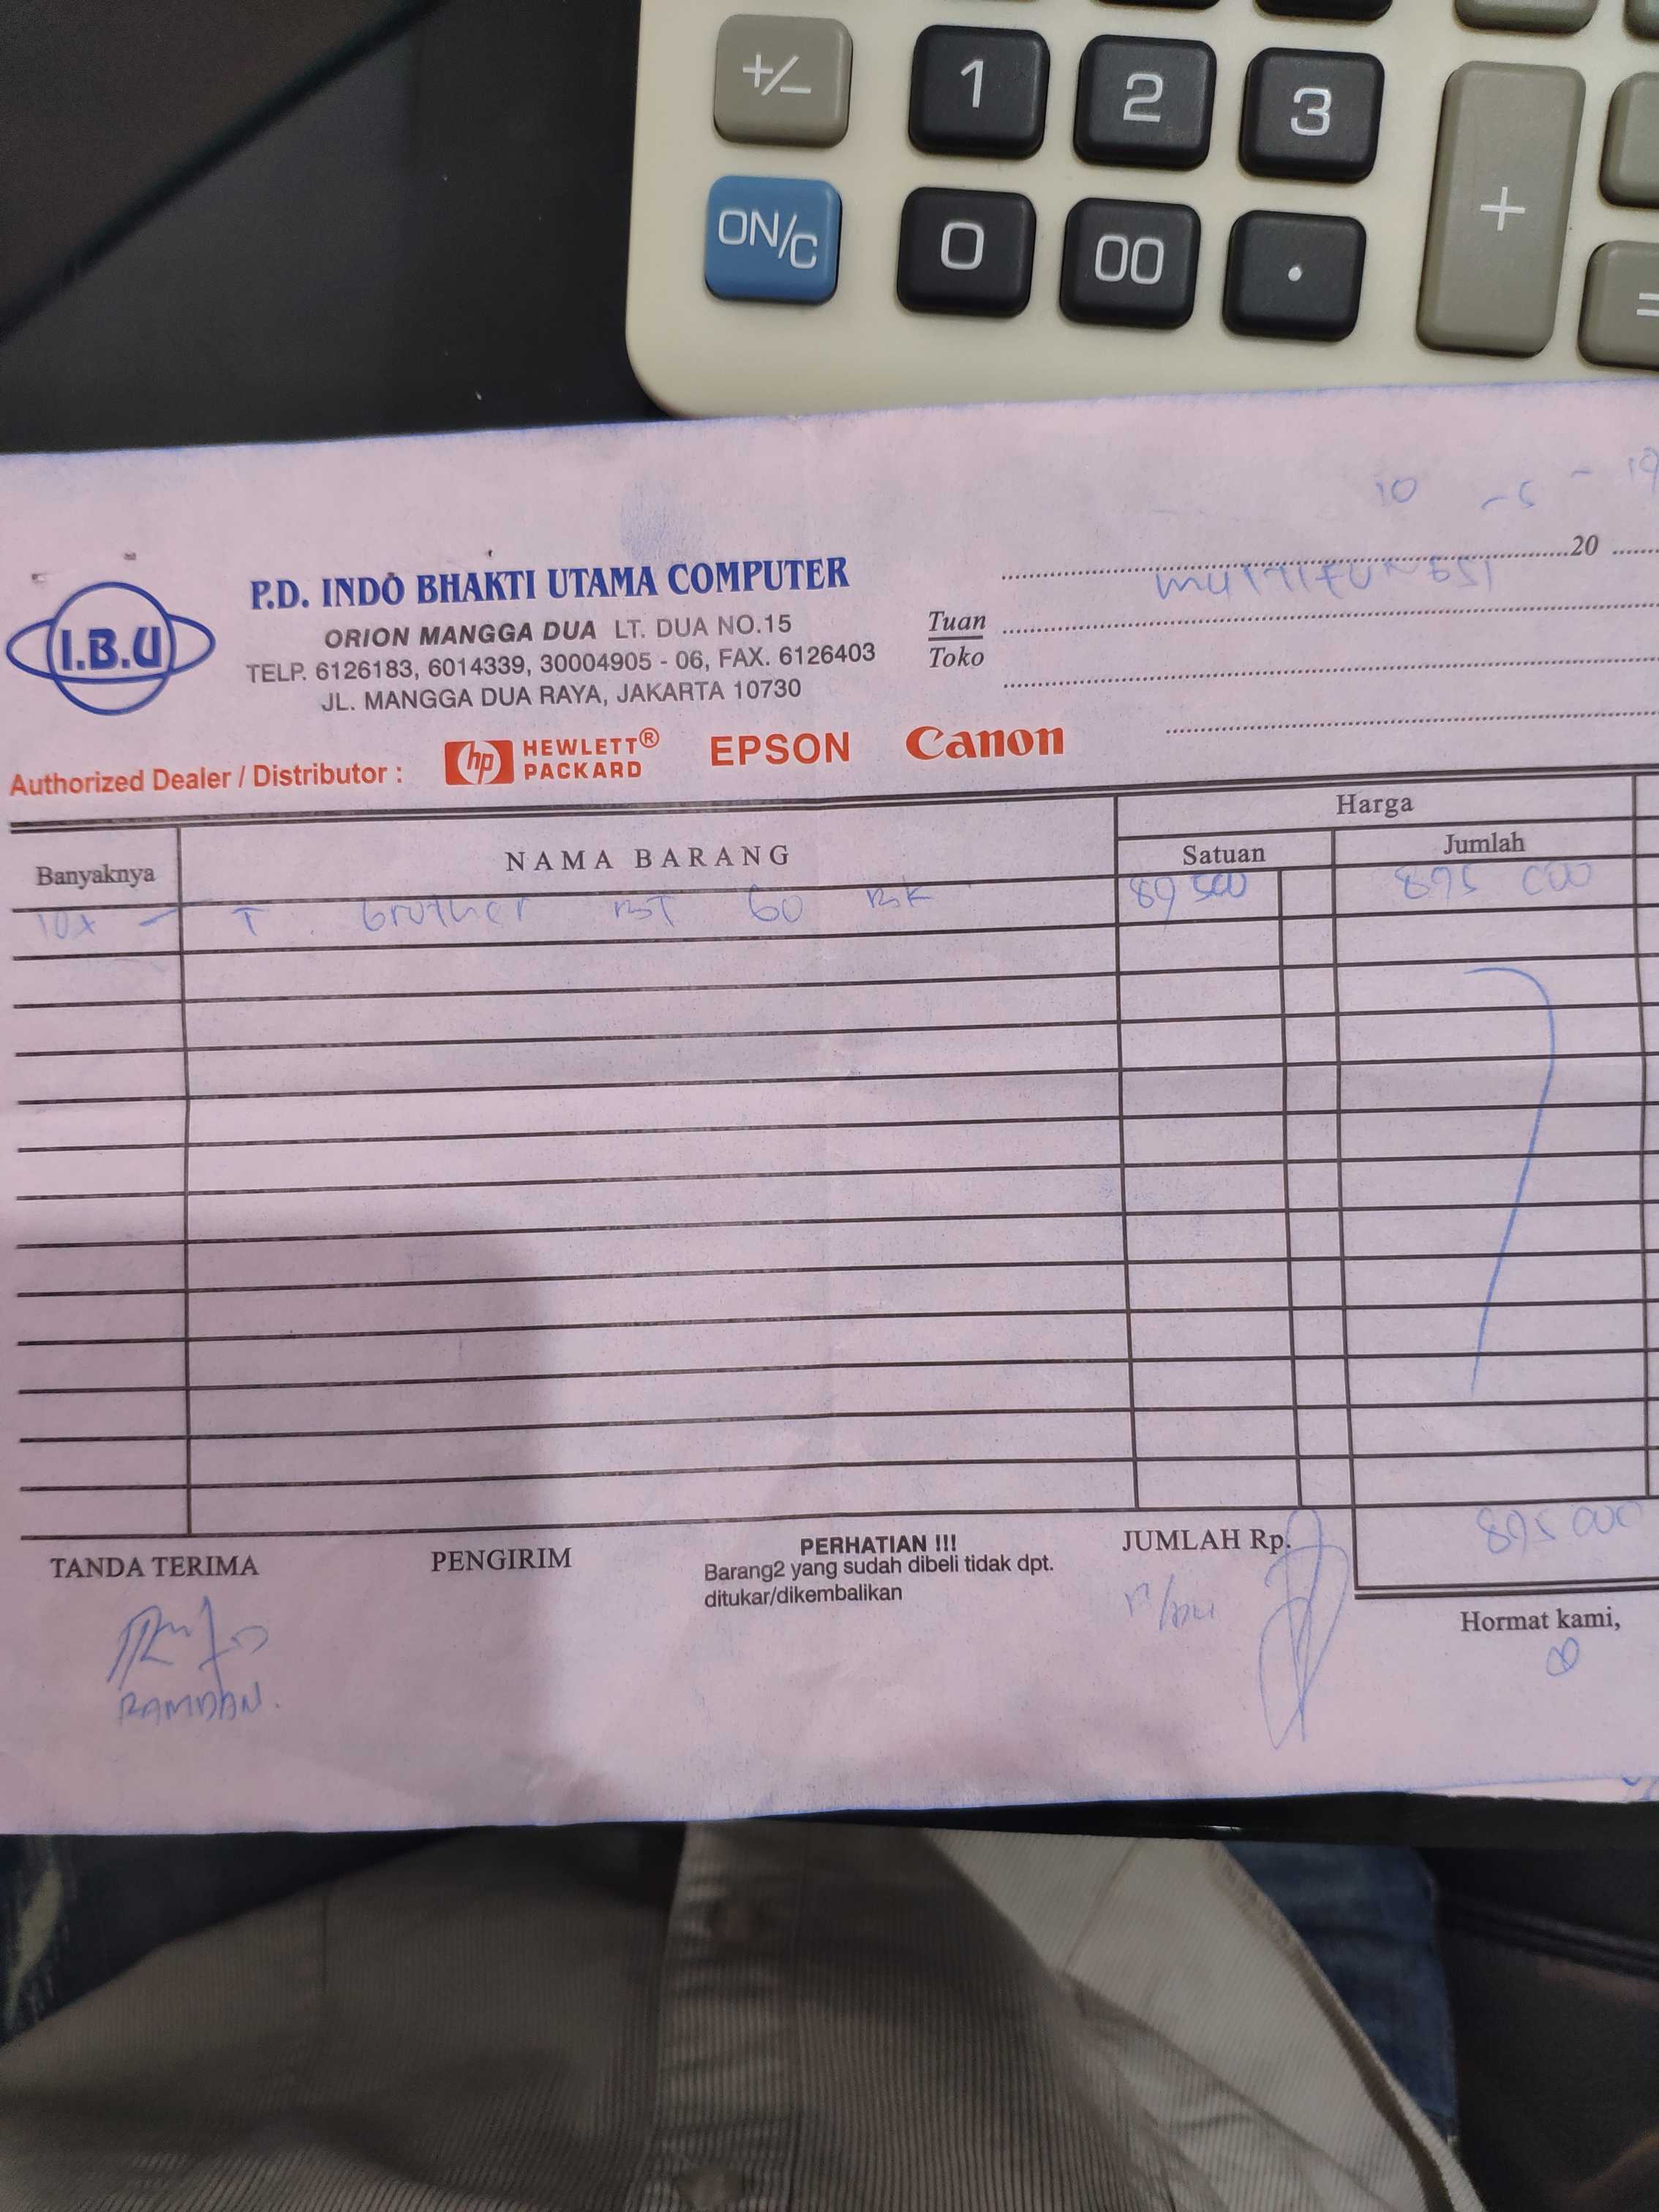 +/− 1 2 3
ON/C 0 00 . +
=
10 -5 - 19
20
P.D. INDO BHAKTI UTAMA COMPUTER
I.B.U
ORION MANGGA DUA LT. DUA NO.15
TELP. 6126183, 6014339, 30004905 - 06, FAX. 6126403
JL. MANGGA DUA RAYA, JAKARTA 10730
MULTIFUNGSI
Tuan
Toko
Authorized Dealer / Distributor :
hp HEWLETT® PACKARD EPSON Canon
Banyaknya NAMA BARANG Harga
Satuan Jumlah
10x T. brother BT 60 BK 89 500 895 000
TANDA TERIMA PENGIRIM
PERHATIAN !!!
Barang2 yang sudah dibeli tidak dpt.
ditukar/dikembalikan
JUMLAH Rp. 895 000
Hormat kami,
RAMDAN.